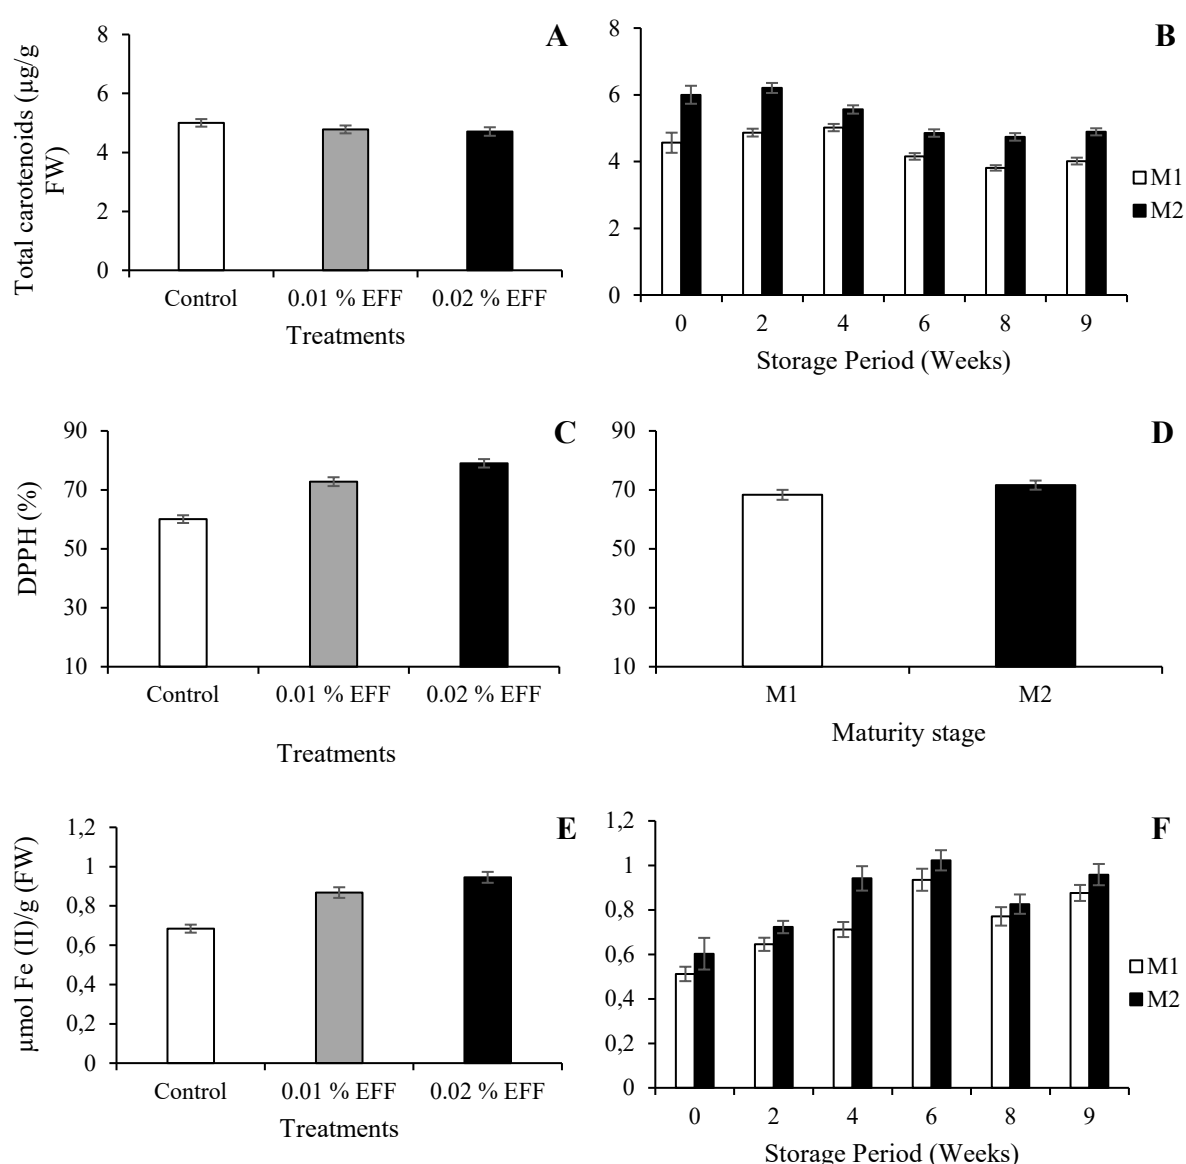 A
Total carotenoids (µg/g
FW)
8
6
4
2
0
Control
0.01 % EFF
0.02 % EFF
Treatments
B
8
6
4
2
0
0
2
4
6
8
9
Storage Period (Weeks)
M1
M2
C
DPPH (%)
90
70
50
30
10
Control
0.01 % EFF
0.02 % EFF
Treatments
D
90
70
50
30
10
M1
M2
Maturity stage
E
µmol Fe (II)/g (FW)
1,2
1
0,8
0,6
0,4
0,2
0
Control
0.01 % EFF
0.02 % EFF
Treatments
F
1,2
1
0,8
0,6
0,4
0,2
0
0
2
4
6
8
9
Storage Period (Weeks)
M1
M2